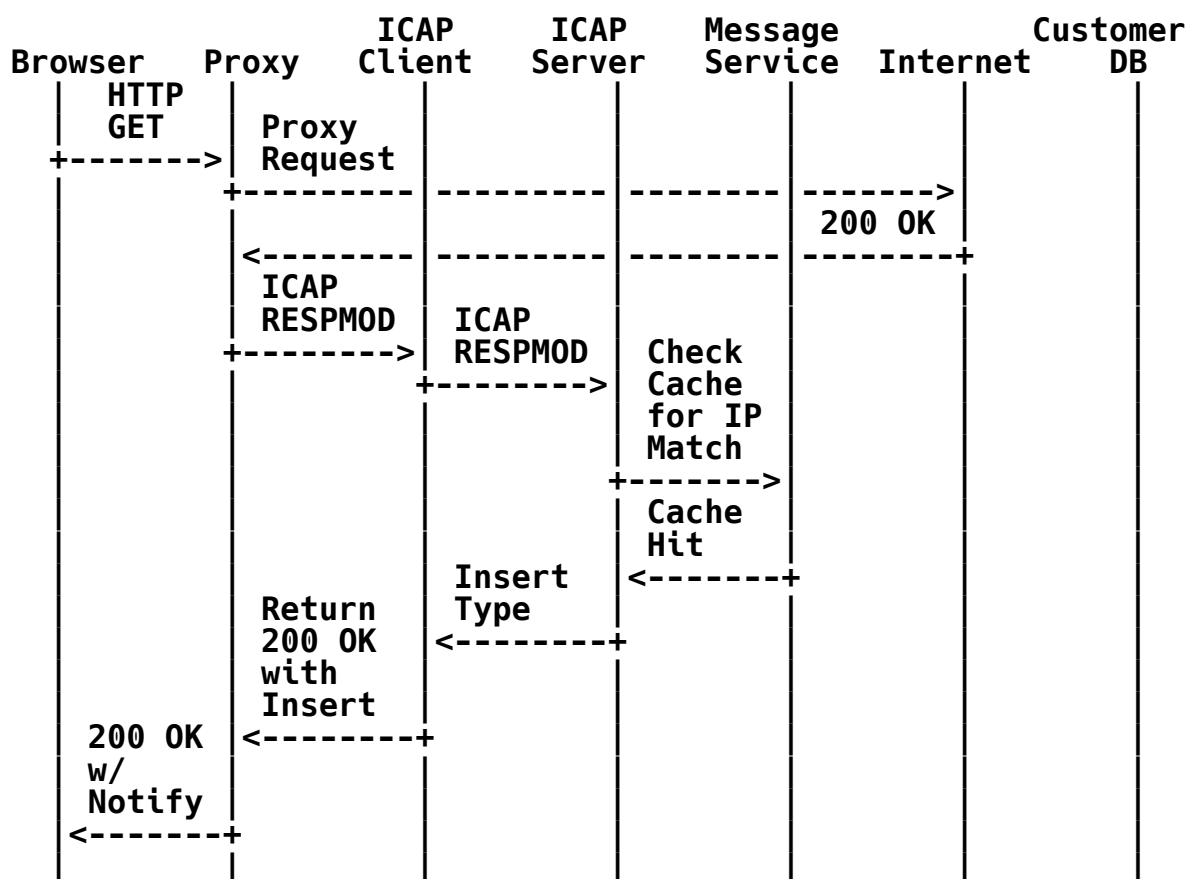 ICAP ICAP Message Customer
Browser Proxy Client Server Service Internet DB
HTTP
GET Proxy
+------->| Request
+--------- -------- -------- ------->
200 OK
<-------- --------- -------- --------+
ICAP
RESPMOD ICAP
+--------> RESPMOD Check
+--------> Cache
for IP
Match
+------->
Cache
Hit
Insert <-------+
Return Type
200 OK <--------+
with
Insert
200 OK <--------+
w/
Notify
<-------+